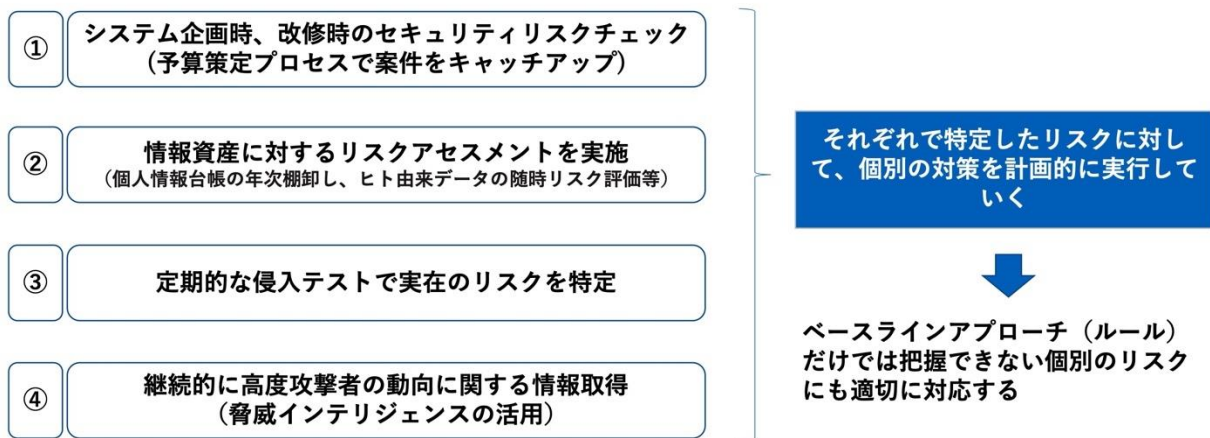 ①
システム企画時、改修時のセキュリティリスクチェック
(予算策定プロセスで案件をキャッチアップ)
②
情報資産に対するリスクアセスメントを実施
(個人情報台帳の年次棚卸し、ヒト由来データの随時リスク評価等)
③
定期的な侵入テストで実在のリスクを特定
④
継続的に高度攻撃者の動向に関する情報取得
(脅威インテリジェンスの活用)
それぞれで特定したリスクに対し
て、個別の対策を計画的に実行して
いく
ベースラインアプローチ（ルール）
だけでは把握できない個別のリスク
にも適切に対応する